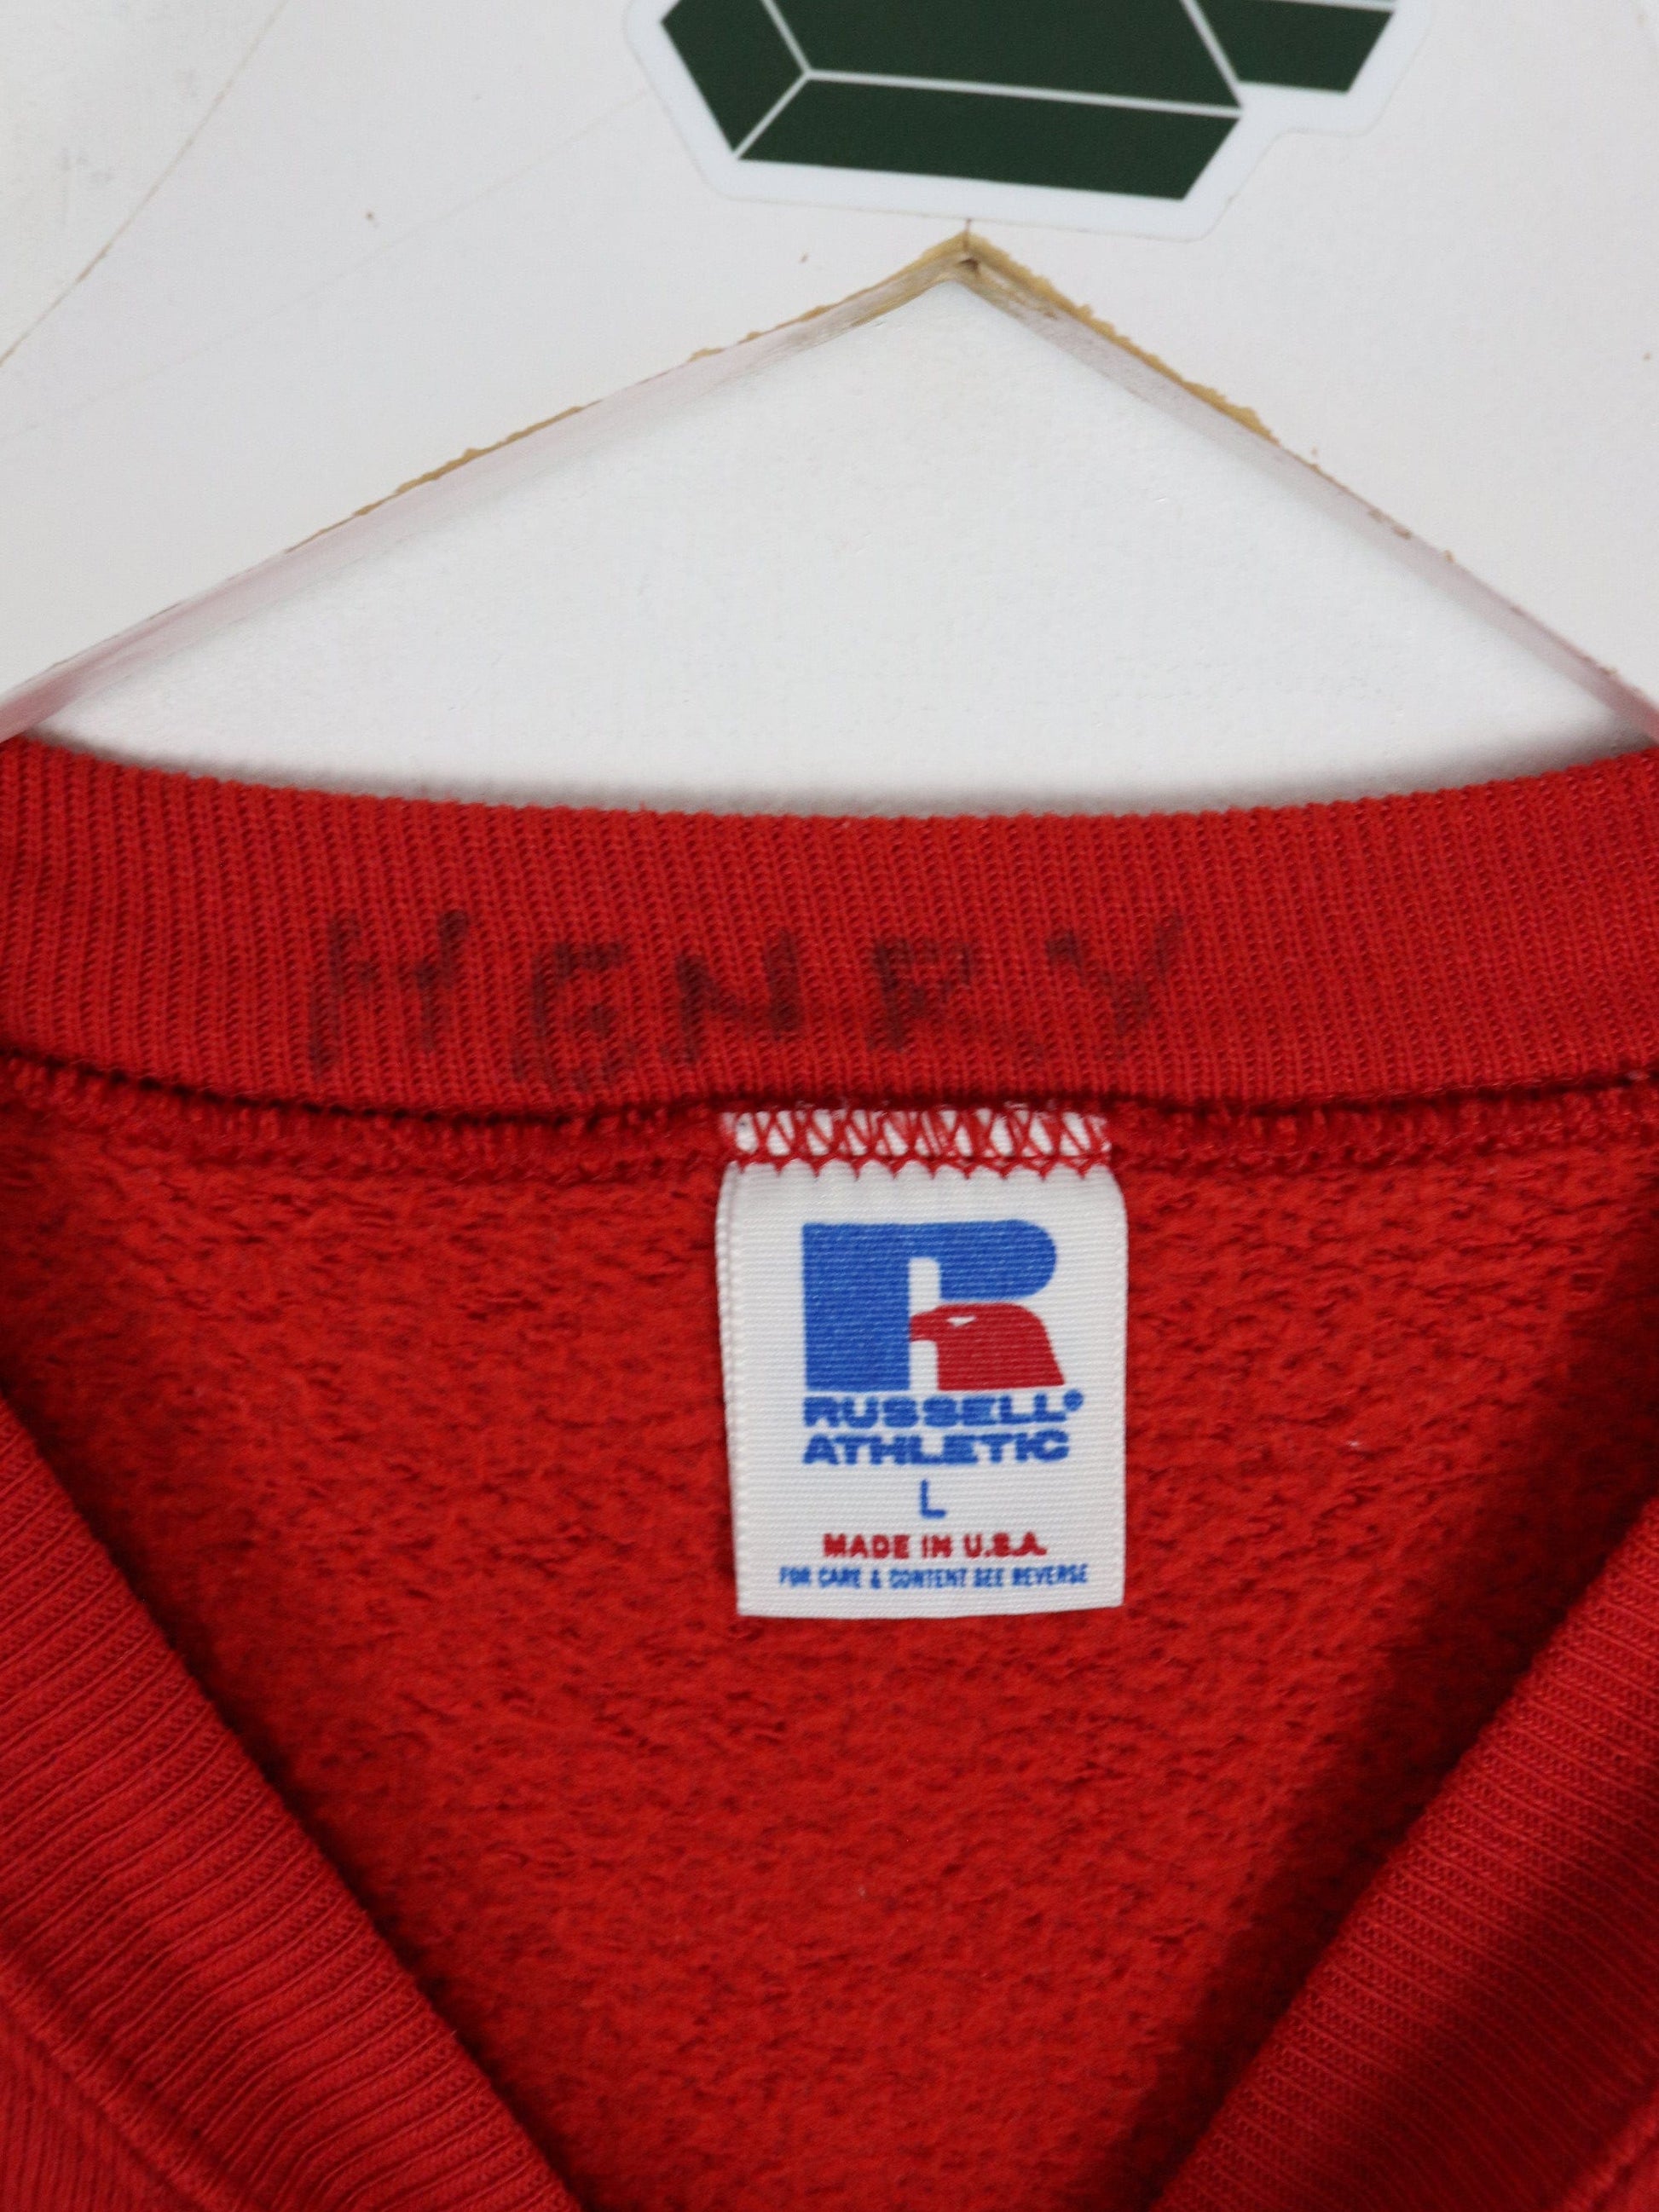 HENRY
R
RUSSELL®
ATHLETIC
L
MADE IN U.S.A.
FOR CARE & CONTENT SEE REVERSE